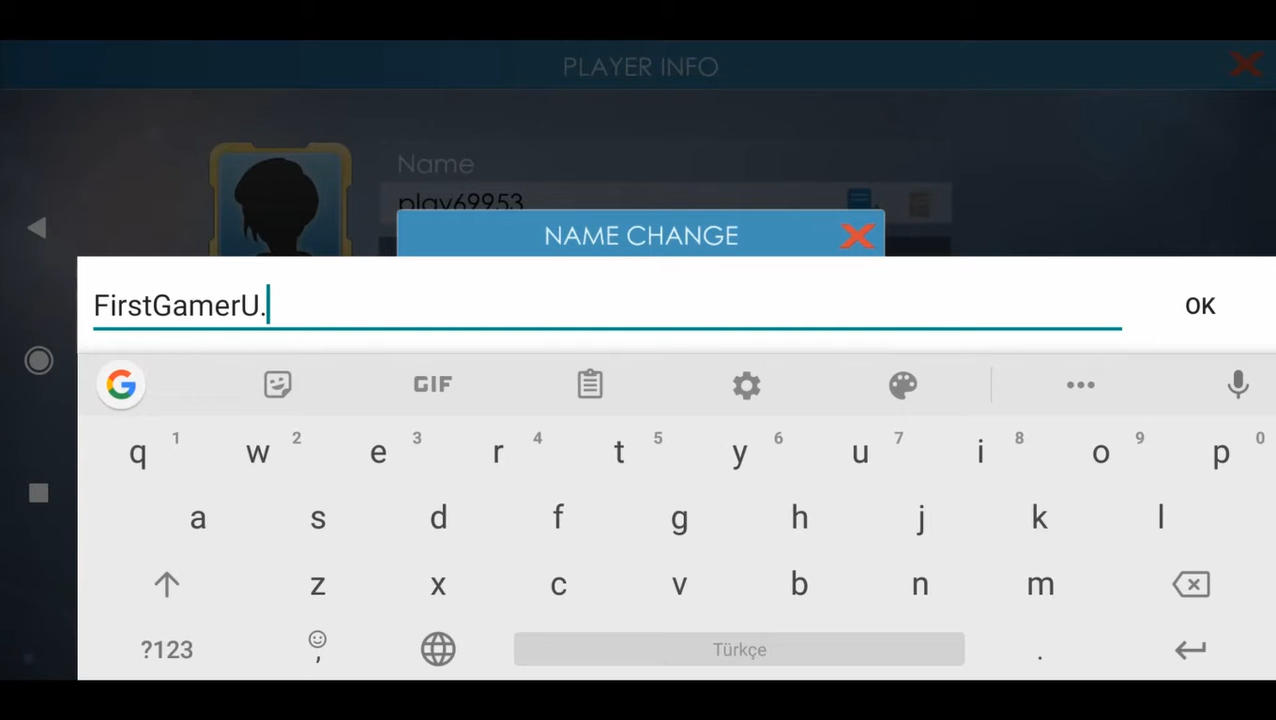 PLAYER INFO
Name
play69953
NAME CHANGE
FirstGamerU.
OK
GIF
q 1 w 2 e 3 r 4 t 5 y 6 u 7 i 8 o 9 p 0
a s d f g h j k l
z x c v b n m
?123 , Türkçe .